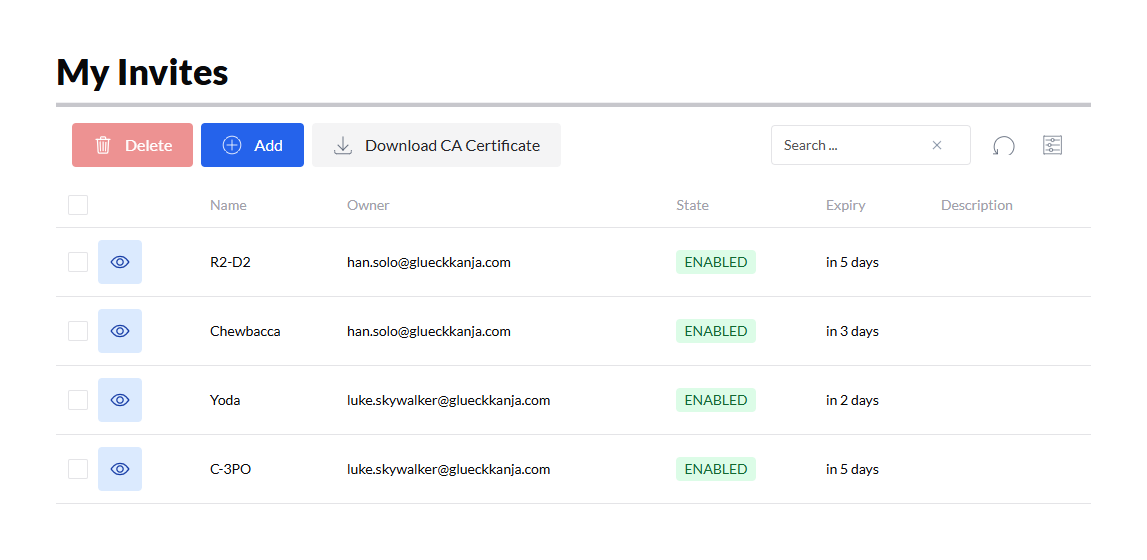 My Invites
Delete Add Download CA Certificate Search ...
Name Owner State Expiry Description
R2-D2 han.solo@glueckkanja.com ENABLED in 5 days
Chewbacca han.solo@glueckkanja.com ENABLED in 3 days
Yoda luke.skywalker@glueckkanja.com ENABLED in 2 days
C-3PO luke.skywalker@glueckkanja.com ENABLED in 5 days